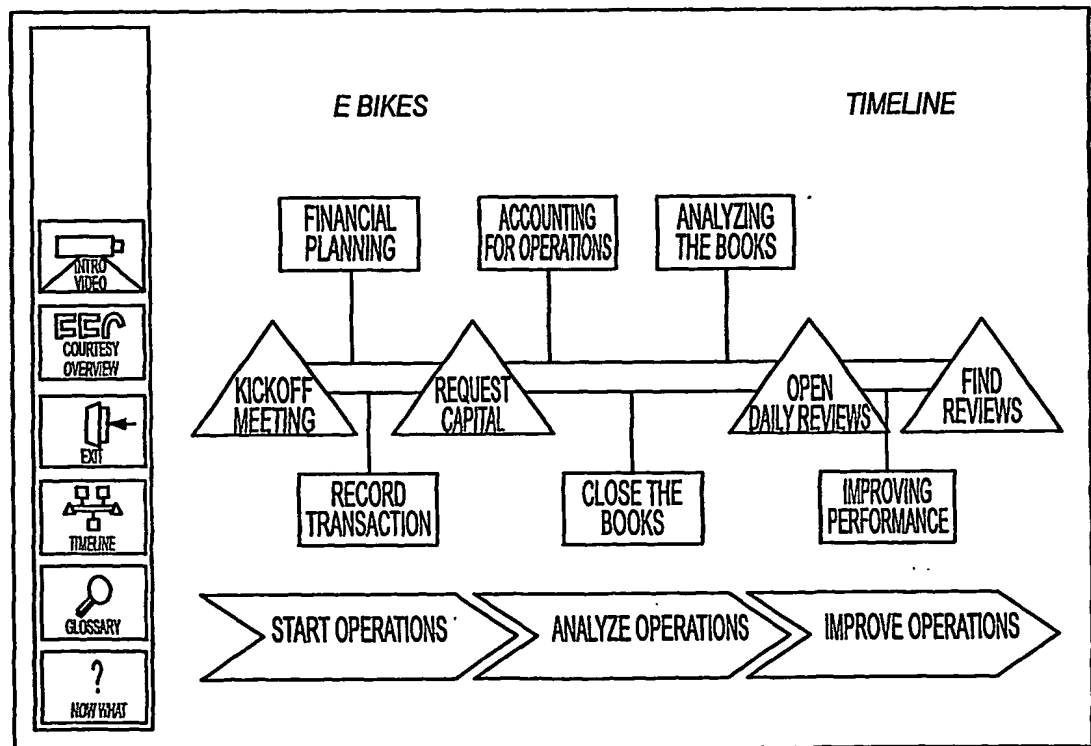 E BIKES
TIMELINE
FINANCIAL
PLANNING
ACCOUNTING
FOR OPERATIONS
ANALYZING
THE BOOKS
KICKOFF
MEETING
REQUEST
CAPITAL
OPEN
DAILY REVIEWS
FIND
REVIEWS
RECORD
TRANSACTION
CLOSE THE
BOOKS
IMPROVING
PERFORMANCE
START OPERATIONS
ANALYZE OPERATIONS
IMPROVE OPERATIONS
INTRO
VIDEO
COURTESY
OVERVIEW
EXIT
TIMELINE
GLOSSARY
?
NOW WHAT